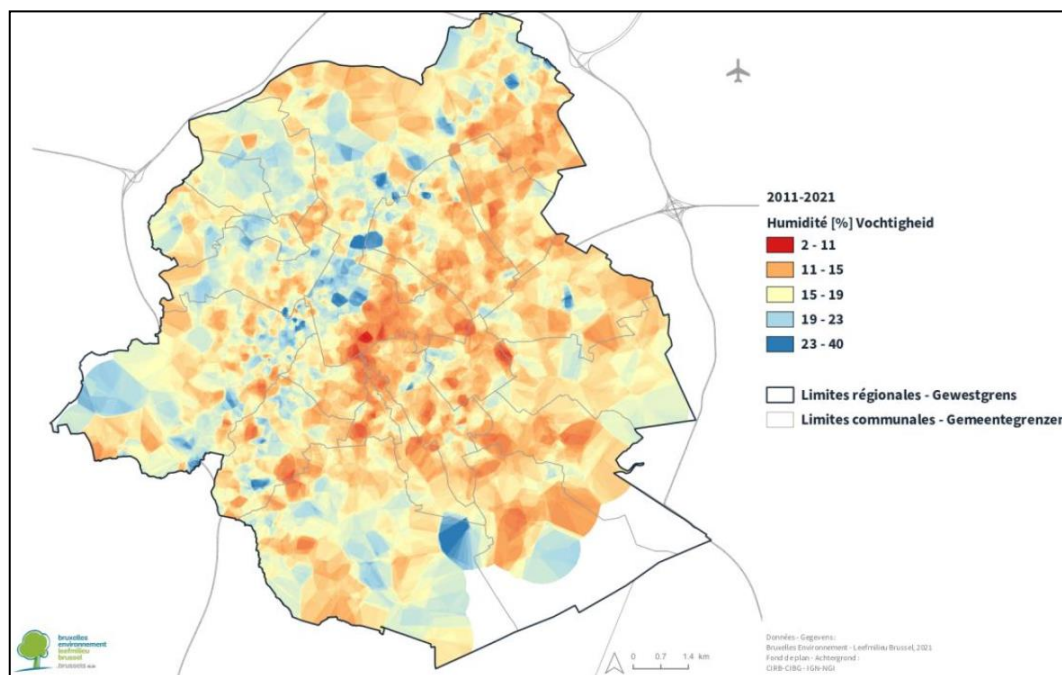 2011-2021
Humidité [%] Vochtigheid
2 - 11
11 - 15
15 - 19
19 - 23
23 - 40
Limites régionales - Gewestgrens
Limites communales - Gemeentegrenzen
bruxelles
environnement
leefmilieu
brussel
.brussels
0 0.7 1.4 km
Données - Gegevens :
Bruxelles Environnement - Leefmilieu Brussel, 2021
Fond de plan - Achtergrond :
CIRB-CIBG - IGN-NGI